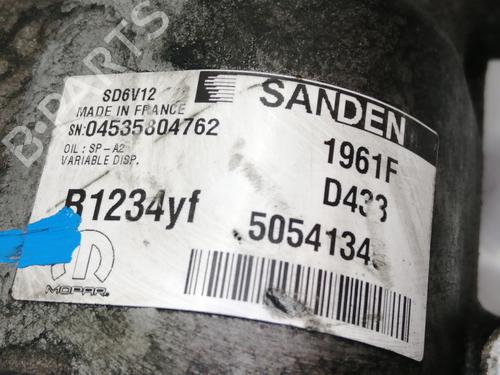 B-PARTS
SD6V12
MADE IN FRANCE
SN:04535804762
OIL : SP-A2
VARIABLE DISP.
R1234yf
MOPAR
SANDEN
1961F
D433
5054134